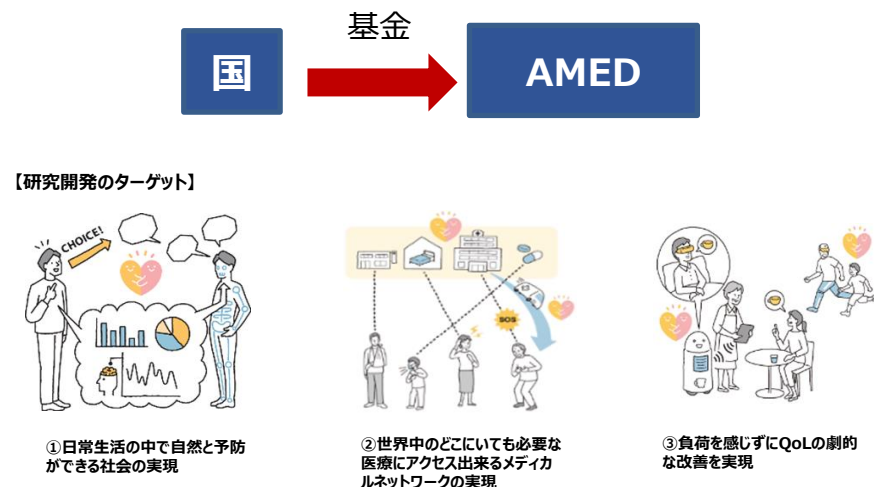 基金
国
AMED
【研究開発のターゲット】
CHOICE!
SOS
①日常生活の中で自然と予防
ができる社会の実現
②世界中のどこにいても必要な
医療にアクセス出来るメディカ
ルネットワークの実現
③負荷を感じずにQoLの劇的
な改善を実現